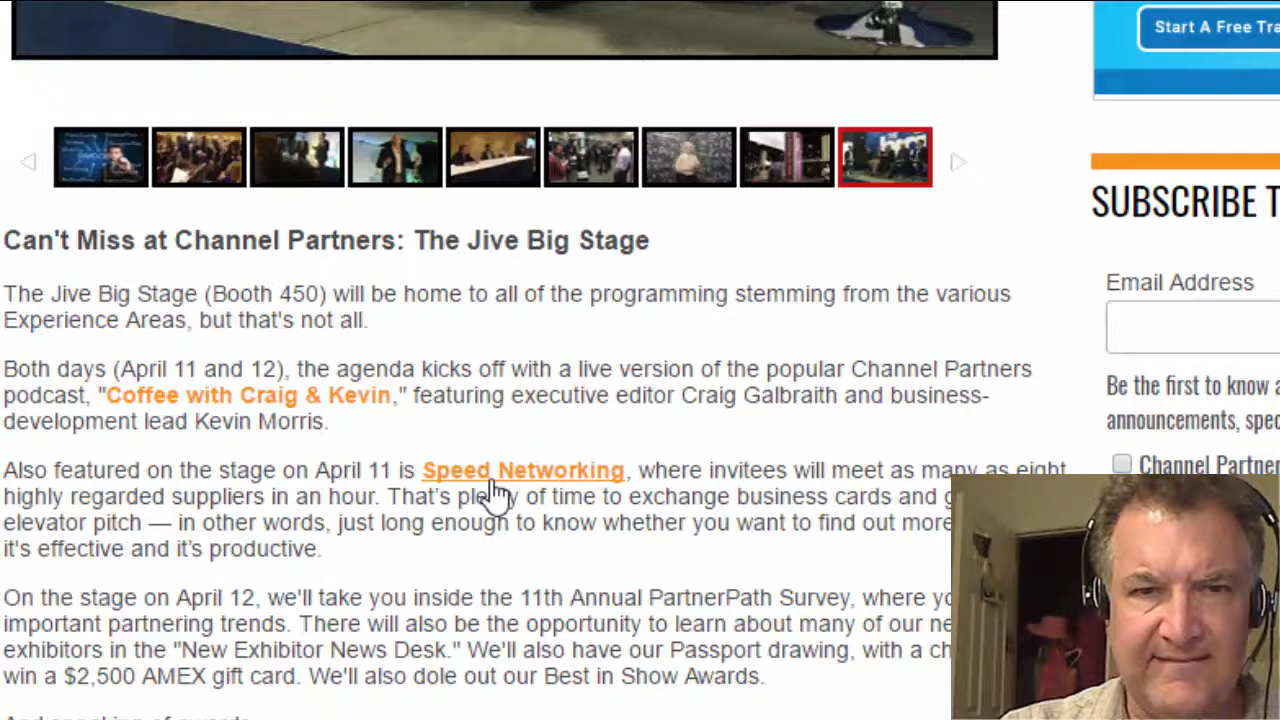 Start A Free
Can't Miss at Channel Partners: The Jive Big Stage
SUBSCRIBE
Email Address
The Jive Big Stage (Booth 450) will be home to all of the programming stemming from the various
Experience Areas, but that's not all.
Both days (April 11 and 12), the agenda kicks off with a live version of the popular Channel Partners
podcast, "Coffee with Craig & Kevin," featuring executive editor Craig Galbraith and business-
development lead Kevin Morris.
Be the first to know
announcements,
Channel
Also featured on the stage on April 11 is Speed Networking, where invitees will meet as many as eight
highly regarded suppliers in an hour. That's plenty of time to exchange business cards and
elevator pitch — in other words, just long enough to know whether you want to find out more
it's effective and it's productive.
On the stage on April 12, we'll take you inside the 11th Annual PartnerPath Survey, where
important partnering trends. There will also be the opportunity to learn about many of our
exhibitors in the "New Exhibitor News Desk." We'll also have our Passport drawing, with a
win a $2,500 AMEX gift card. We'll also dole out our Best in Show Awards.